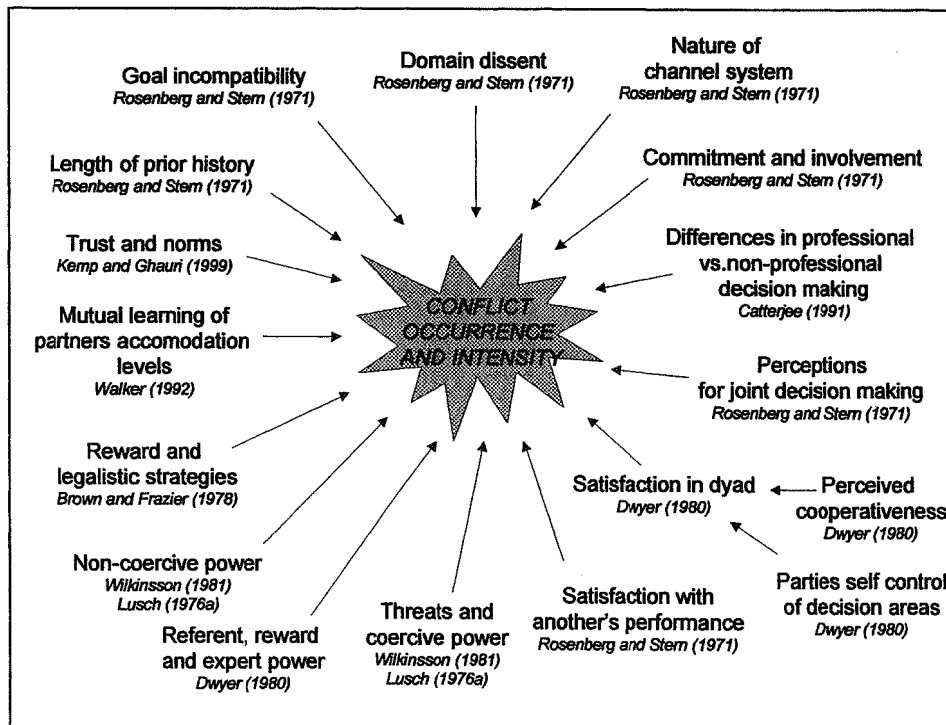 Goal incompatibility
Rosenberg and Stern (1971)
Domain dissent
Rosenberg and Stern (1971)
Nature of
channel system
Rosenberg and Stern (1971)
Length of prior history
Rosenberg and Stern (1971)
Commitment and involvement
Rosenberg and Stern (1971)
Trust and norms
Kemp and Ghauri (1999)
Differences in professional
vs.non-professional
decision making
Catterjee (1991)
Mutual learning of
partners accomodation
levels
Walker (1992)
CONFLICT
OCCURRENCE
AND INTENSITY
Perceptions
for joint decision making
Rosenberg and Stern (1971)
Reward and
legalistic strategies
Brown and Frazier (1978)
Satisfaction in dyad
Dwyer (1980)
Perceived
cooperativeness
Dwyer (1980)
Non-coercive power
Wilkinsson (1981)
Lusch (1976a)
Referent, reward
and expert power
Dwyer (1980)
Threats and
coercive power
Wilkinsson (1981)
Lusch (1976a)
Satisfaction with
another's performance
Rosenberg and Stern (1971)
Parties self control
of decision areas
Dwyer (1980)